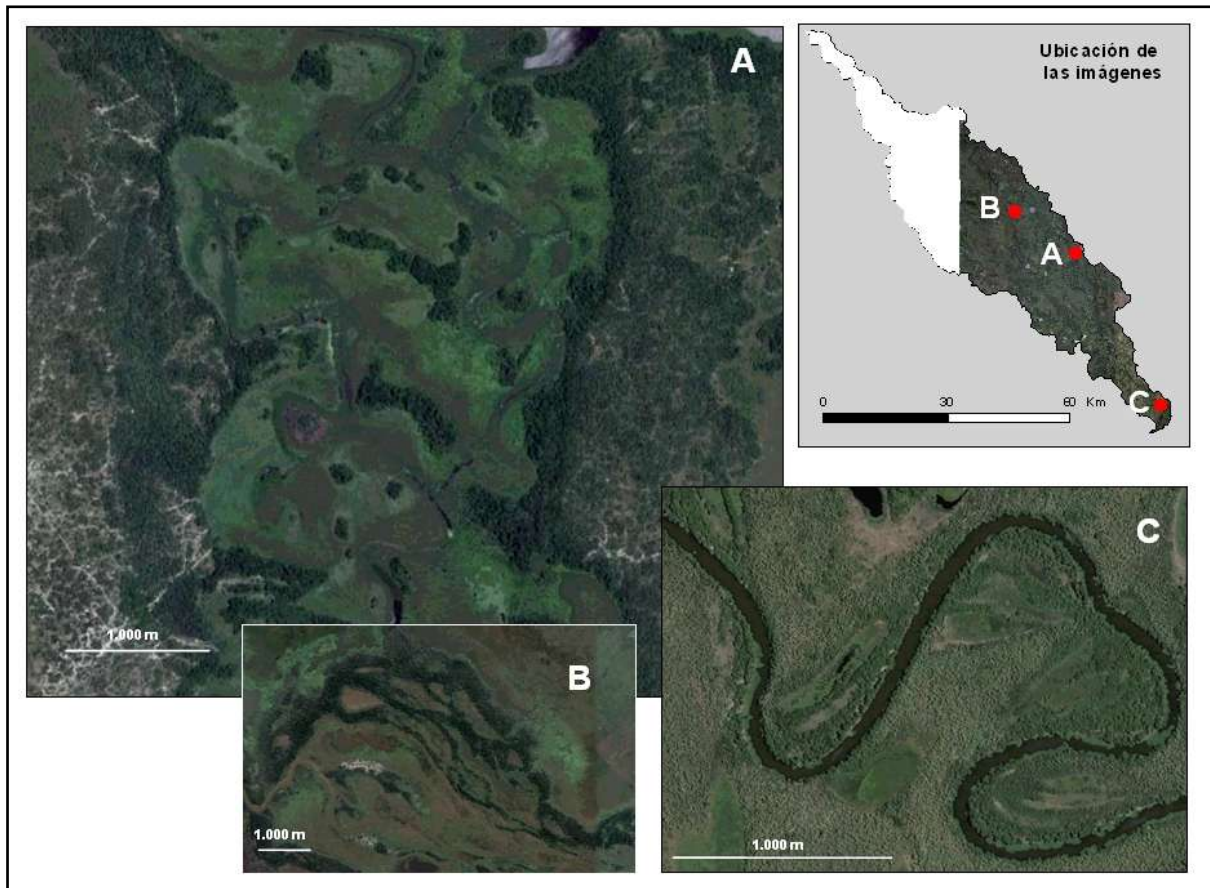 A
Ubicación de
las imágenes
B
A
C
0 30 60 Km
1.000 m
B
1.000 m
C
1.000 m